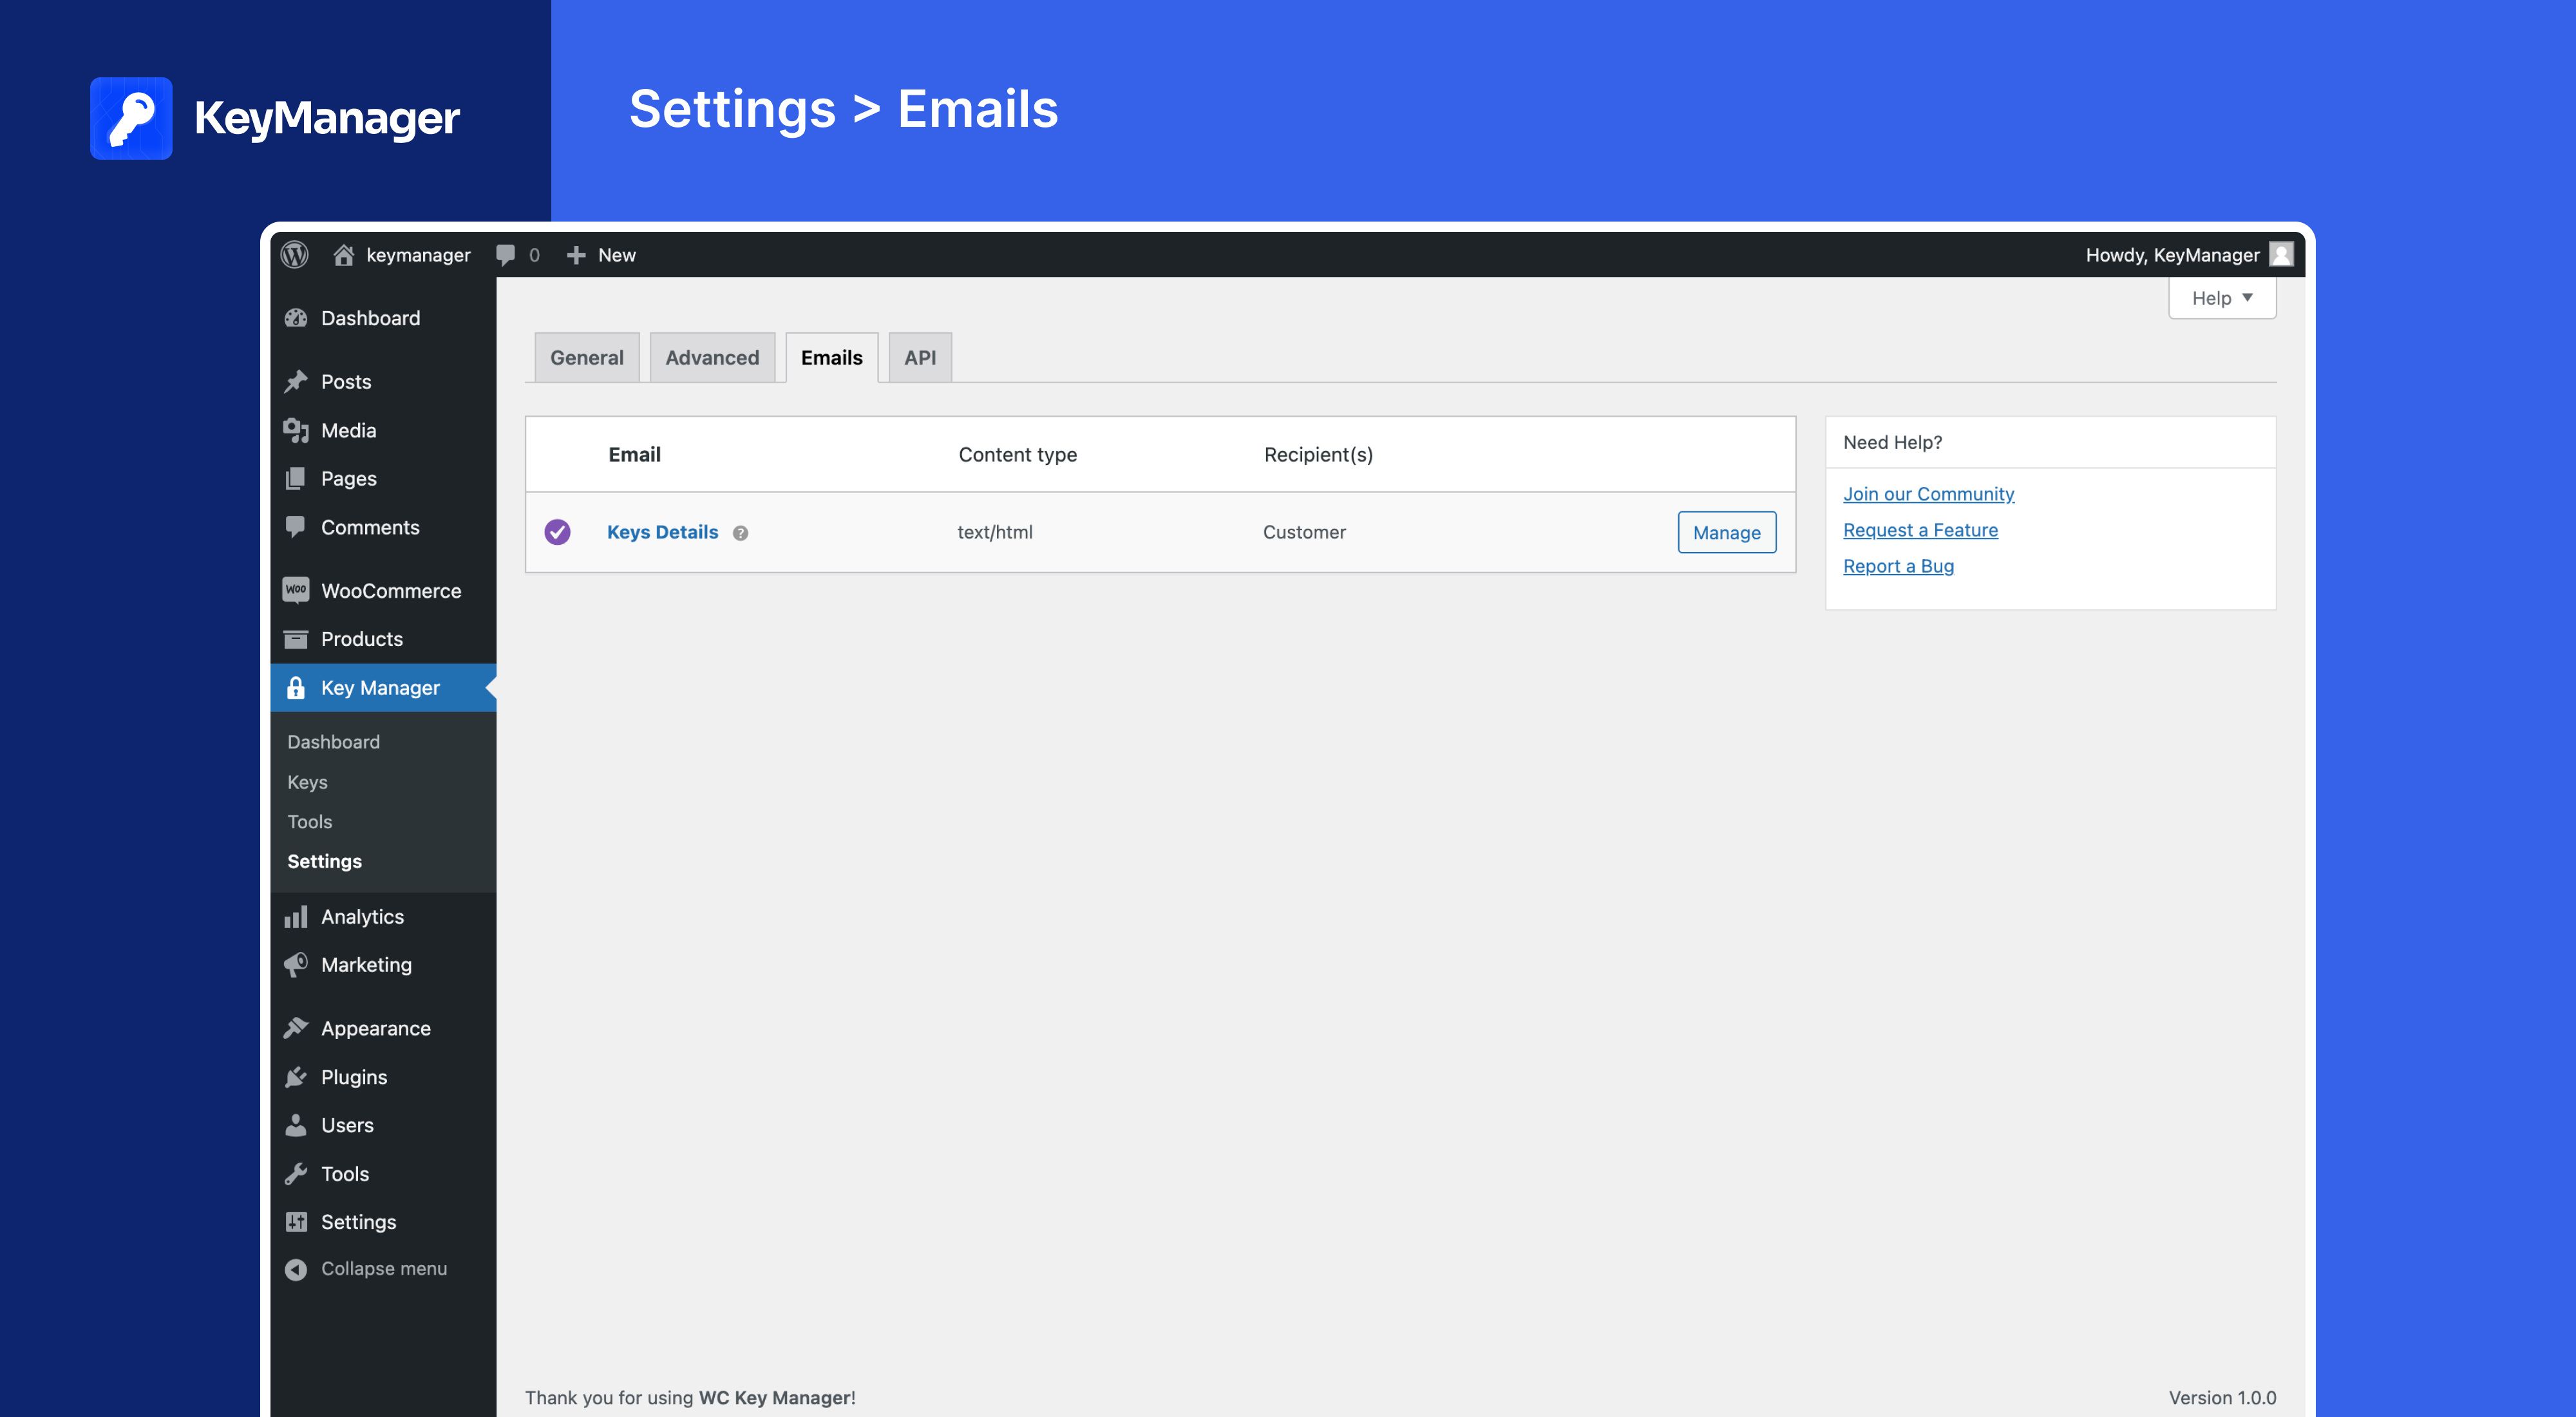 KeyManager
Settings > Emails
keymanager 0 New Howdy, KeyManager
Help
Dashboard
Posts
Media
Pages
Comments
WooCommerce
Products
Key Manager
Dashboard
Keys
Tools
Settings
Analytics
Marketing
Appearance
Plugins
Users
Tools
Settings
Collapse menu
General Advanced Emails API
Email Content type Recipient(s)
Keys Details ? text/html Customer Manage
Need Help?
Join our Community
Request a Feature
Report a Bug
Thank you for using WC Key Manager! Version 1.0.0